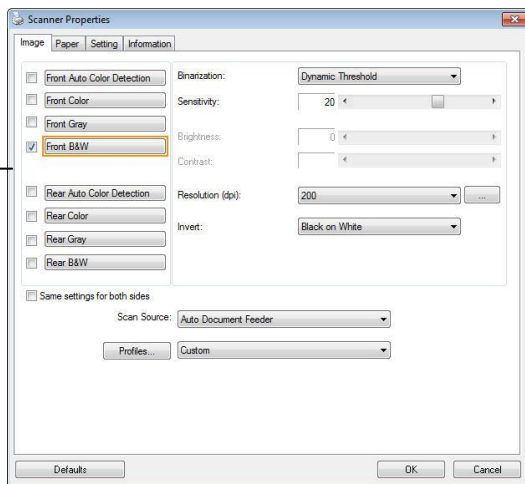 Scanner Properties
Image Paper Setting Information
Front Auto Color Detection
Front Color
Front Gray
Front B&W
Rear Auto Color Detection
Rear Color
Rear Gray
Rear B&W
Binarization: Dynamic Threshold
Sensitivity: 20
Brightness: 0
Contrast:
Resolution (dpi): 200 ...
Invert: Black on White
Same settings for both sides
Scan Source: Auto Document Feeder
Profiles... Custom
Defaults OK Cancel